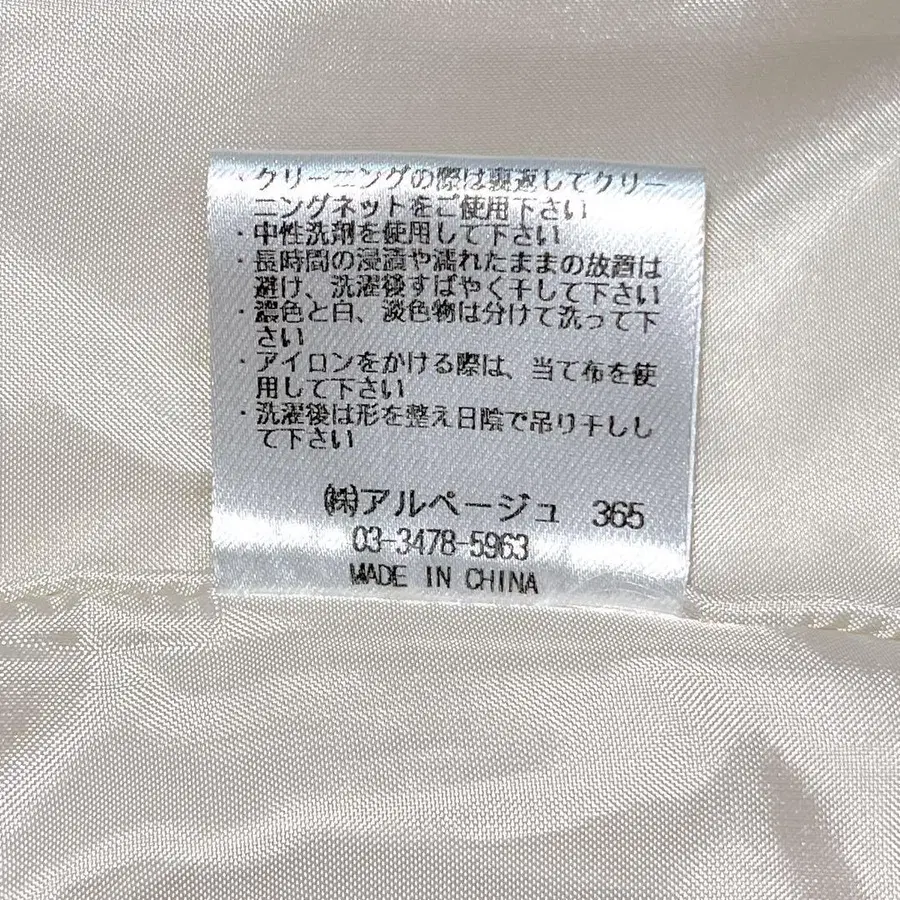 ・クリーニングの際は裏返してクリー
ニングネットをご使用下さい
・中性洗剤を使用して下さい
・長時間の浸漬や濡れたままの放置は
避け、洗濯後すばやく干して下さい
・濃色と白、淡色物は分けて洗って下
さい
・アイロンをかける際は、当て布を使
用して下さい
・洗濯後は形を整え日陰で吊り干しし
て下さい
㈱アルページュ 365
03-3478-5963
MADE IN CHINA